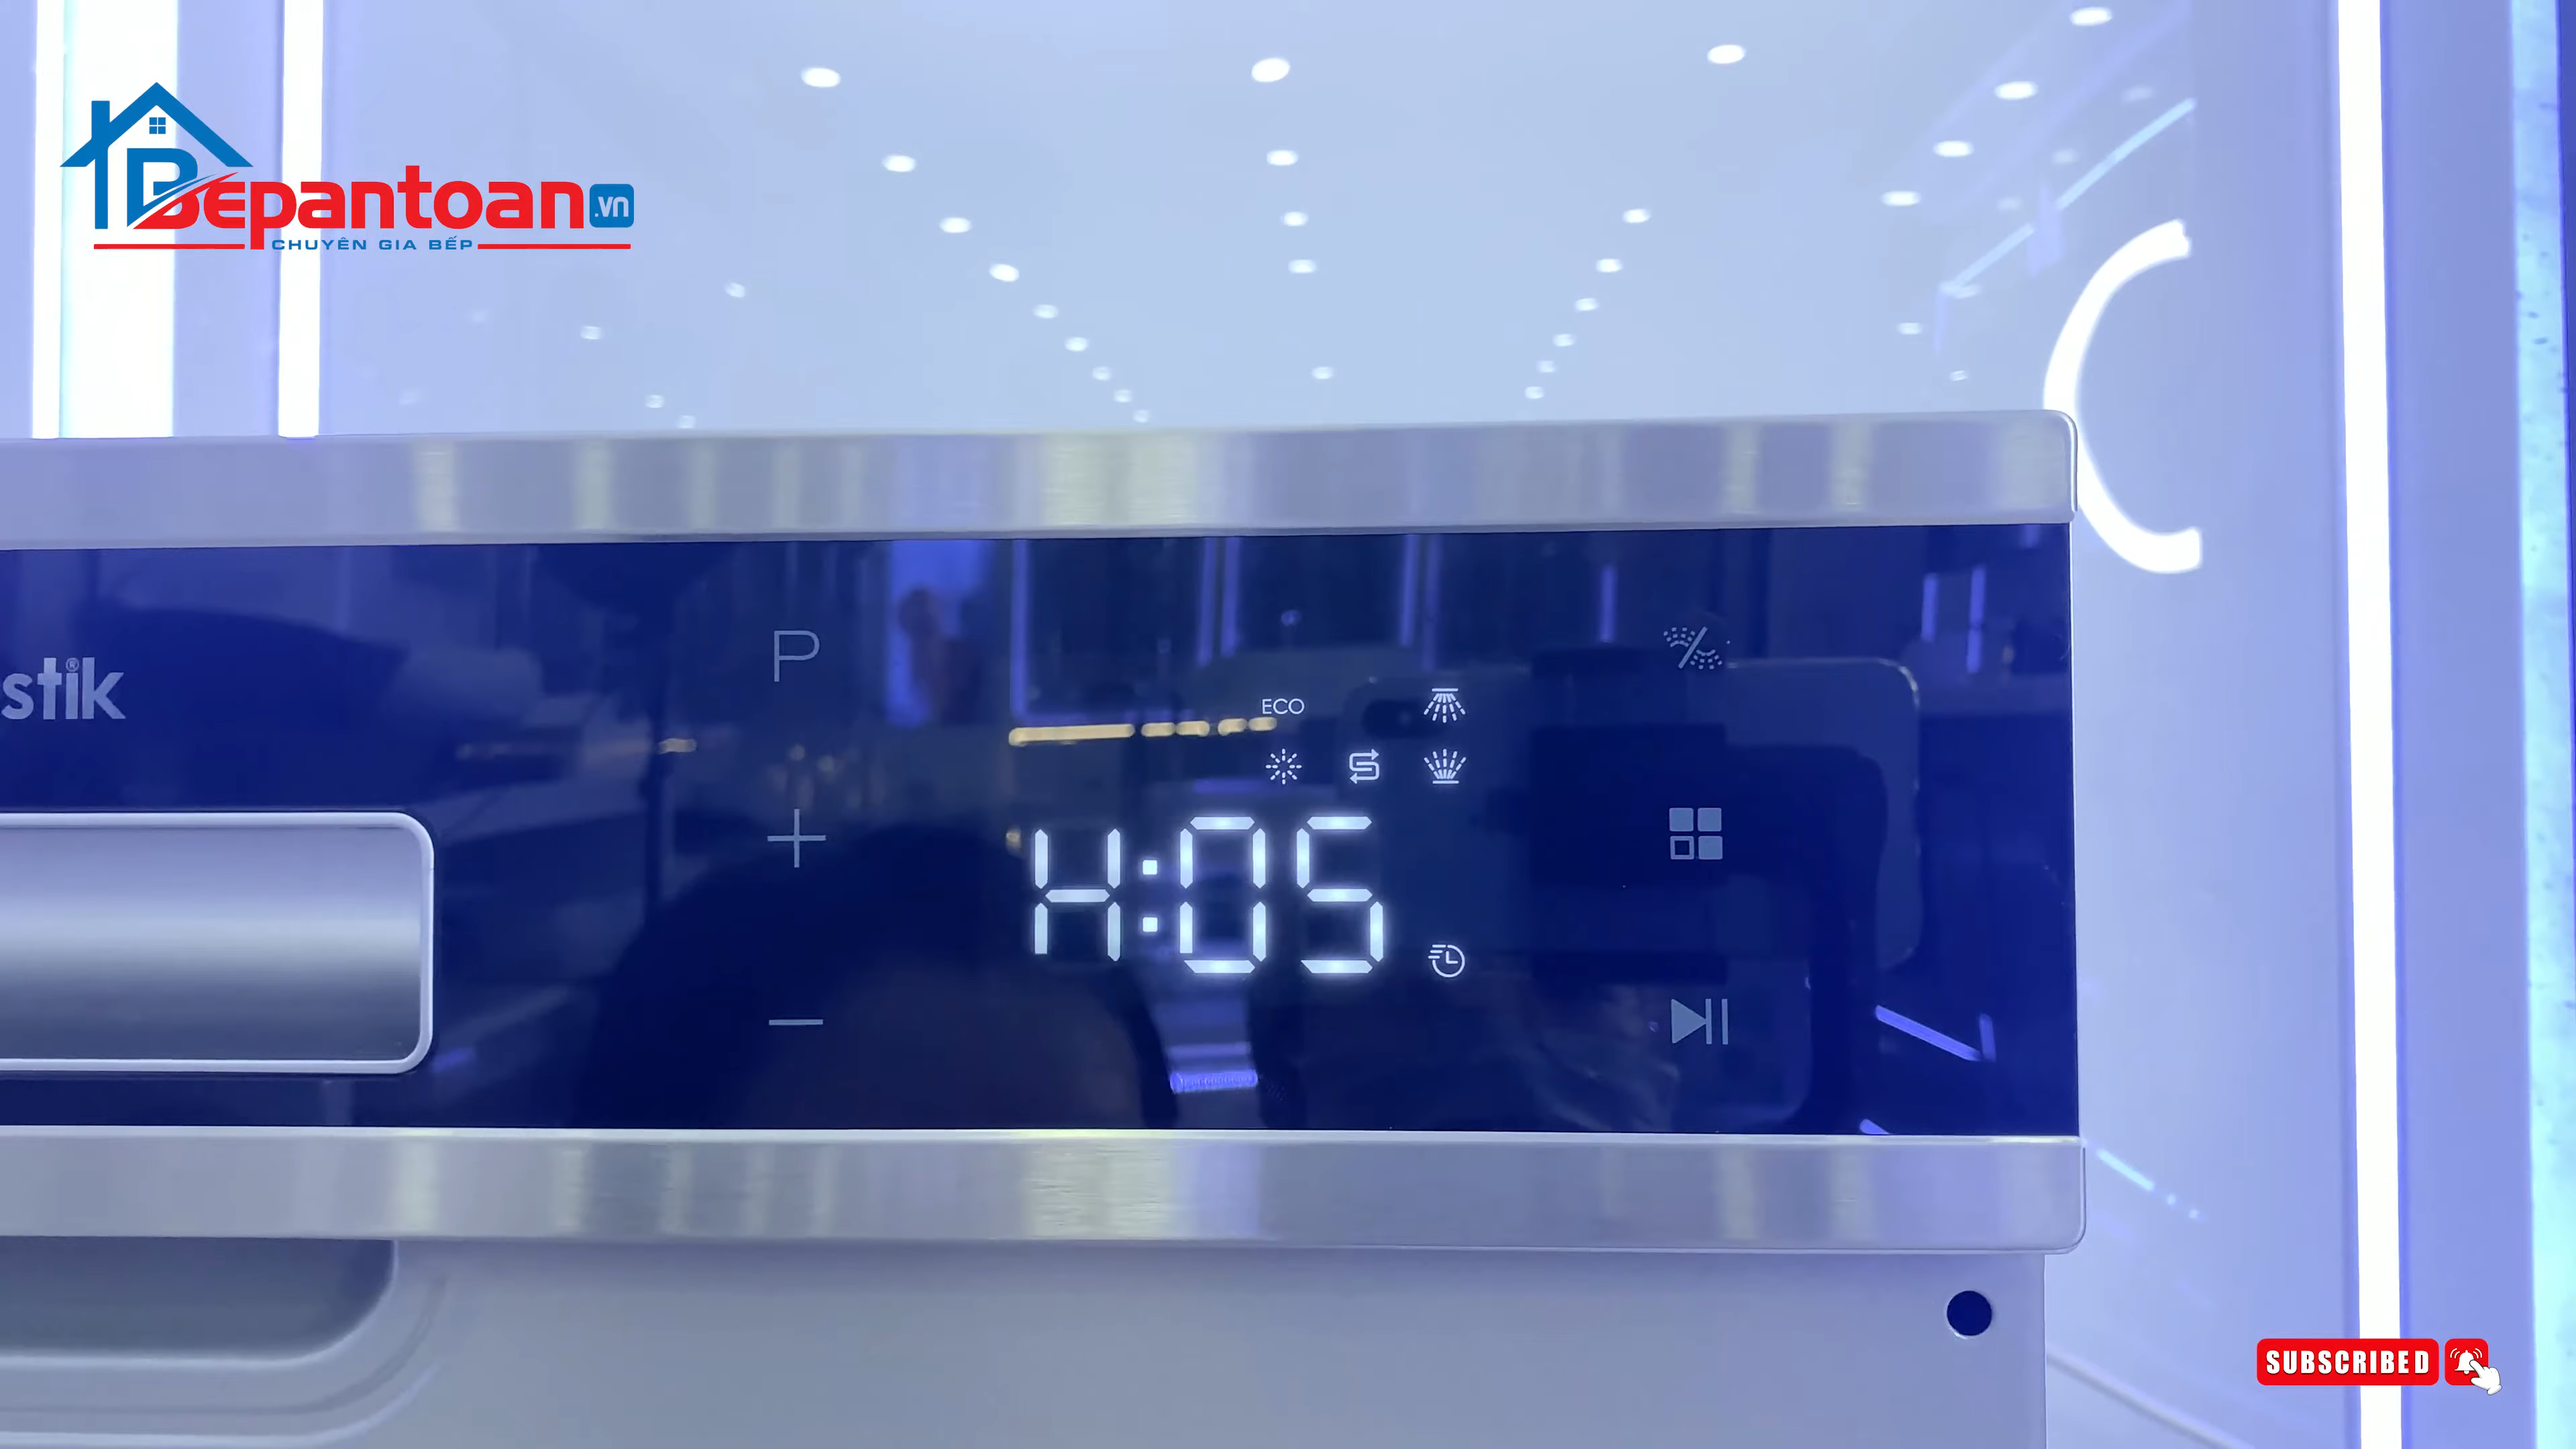 Bepantoan.vn
CHUYÊN GIA BẾP
stik®
P
ECO
H:05
SUBSCRIBED